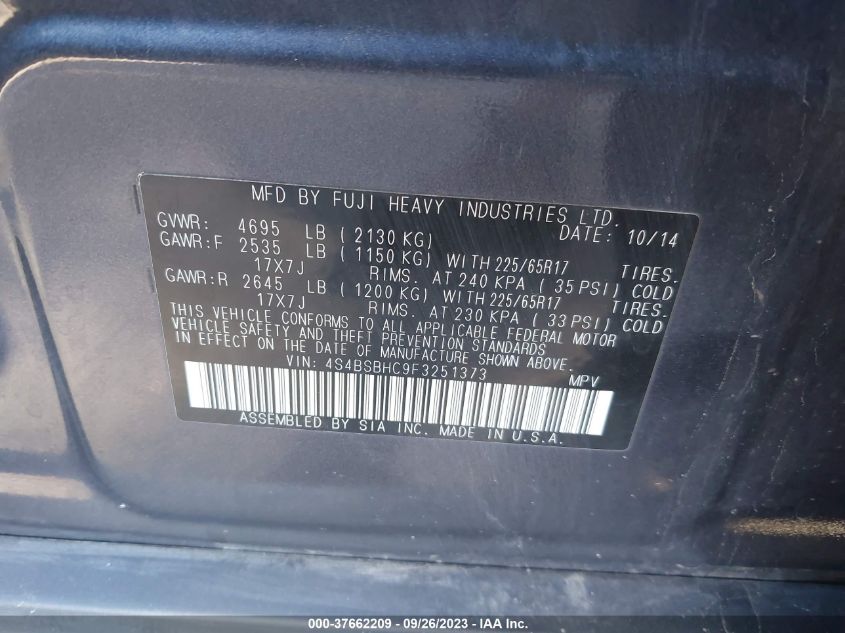 MFD BY FUJI HEAVY INDUSTRIES LTD.
GVWR: 4695 LB ( 2130 KG) DATE: 10/14
GAWR:F 2535 LB ( 1150 KG) WITH 225/65R17 TIRES.
17X7J RIMS. AT 240 KPA ( 35 PSI) COLD
GAWR:R 2645 LB ( 1200 KG) WITH 225/65R17 TIRES.
17X7J RIMS. AT 230 KPA ( 33 PSI) COLD
THIS VEHICLE CONFORMS TO ALL APPLICABLE FEDERAL MOTOR
VEHICLE SAFETY AND THEFT PREVENTION STANDARDS
IN EFFECT ON THE DATE OF MANUFACTURE SHOWN ABOVE.
VIN: 4S4BSBHC9F3251373 MPV
ASSEMBLED BY SIA INC. MADE IN U.S.A.
000-37662209 - 09/26/2023 - IAA Inc.